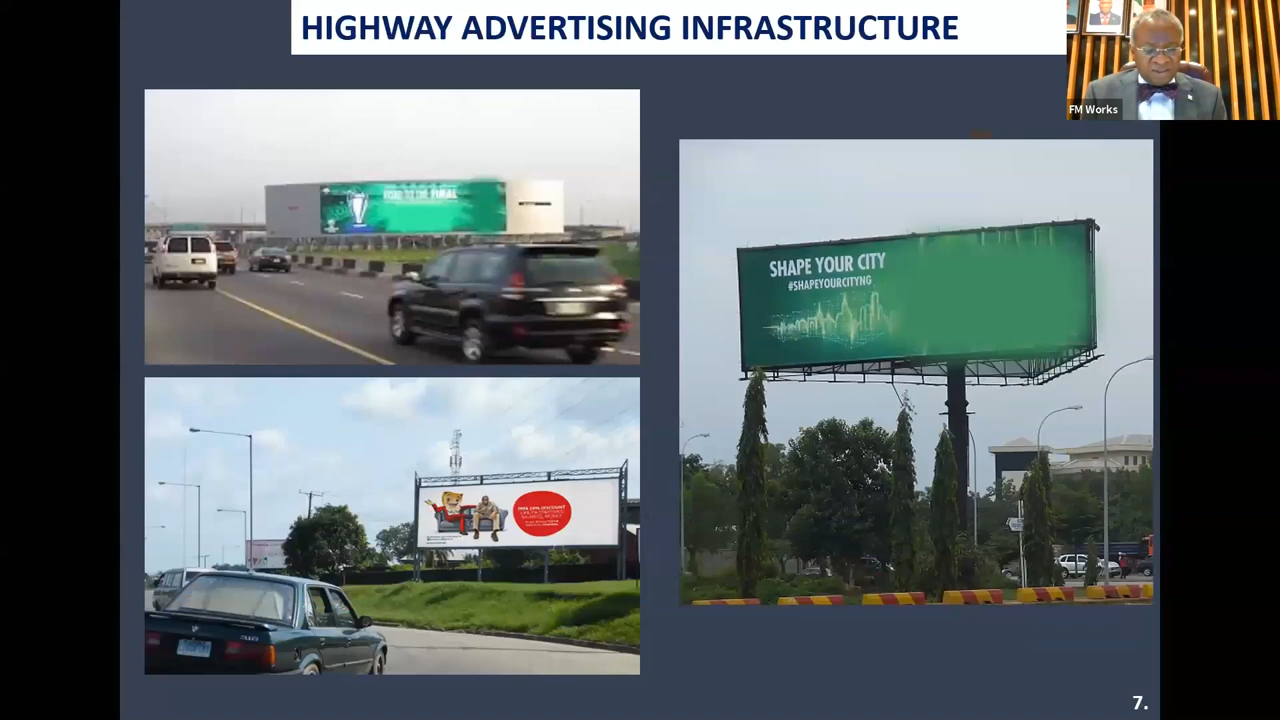 HIGHWAY ADVERTISING INFRASTRUCTURE
FM Works
ROAD TO THE FINAL
SHAPE YOUR CITY
#SHAPEYOURCITYNG
7.